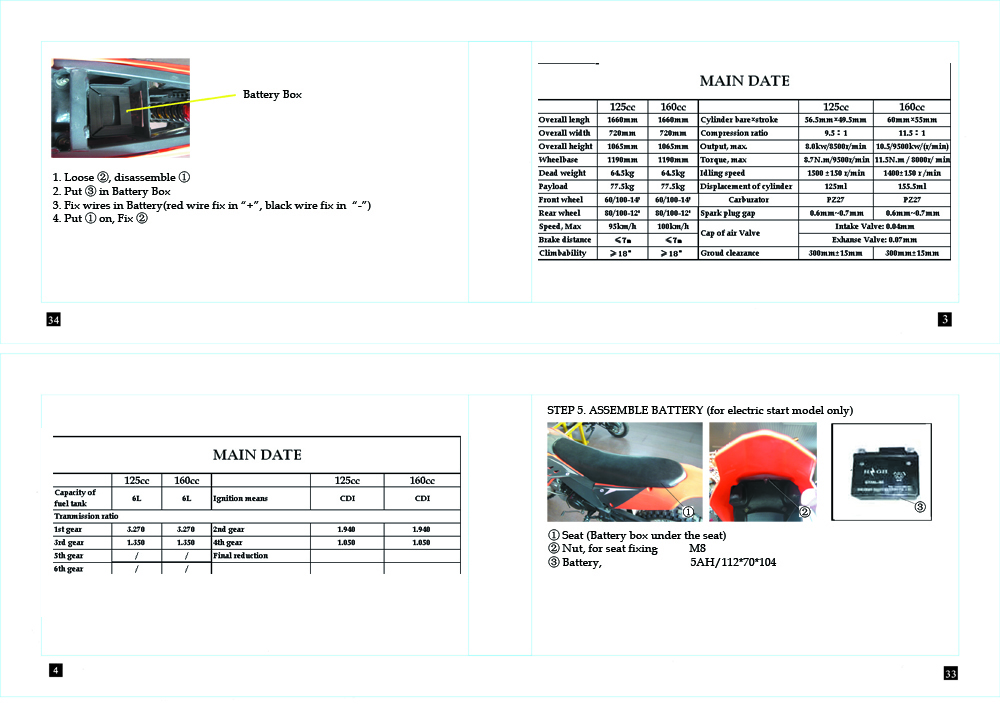 Battery Box
1. Loose ②, disassemble ①
2. Put ③ in Battery Box
3. Fix wires in Battery(red wire fix in “+”, black wire fix in “-”)
4. Put ① on, Fix ②
34
MAIN DATE
125cc 160cc 125cc 160cc
Overall lengh 1660mm 1660mm Cylinder bare×stroke 56.5mm×49.5mm 60mm×55mm
Overall width 720mm 720mm Compression ratio 9.5：1 11.5：1
Overall height 1065mm 1065mm Output, max. 8.0kw/8500r/min 10.5/9500kw/(r/min)
Wheelbase 1190mm 1190mm Torque, max 8.7N.m/9500r/min 11.5N.m / 8000r/ min
Dead weight 64.5kg 64.5kg Idling speed 1500 ±150 r/min 1400±150 r /min
Payload 77.5kg 77.5kg Displacement of cylinder 125ml 155.5ml
Front wheel 60/100-14" 60/100-14" Carburator PZ27 PZ27
Rear wheel 80/100-12" 80/100-12" Spark plug gap 0.6mm~0.7mm 0.6mm~0.7mm
Speed, Max 95km/h 100km/h Cap of air Valve Intake Valve: 0.04mm
Brake distance ≤7m ≤7m Exhanse Valve: 0.07mm
Climbability ≥18° ≥18° Groud clearance 300mm±15mm 300mm±15mm
3
MAIN DATE
125cc 160cc 125cc 160cc
Capacity of
fuel tank 6L 6L Ignition means CDI CDI
Tranmission ratio
1st gear 3.270 3.270 2nd gear 1.940 1.940
3rd gear 1.350 1.350 4th gear 1.050 1.050
5th gear / / Final reduction
6th gear / /
4
STEP 5. ASSEMBLE BATTERY (for electric start model only)
①
②
③
① Seat (Battery box under the seat)
② Nut, for seat fixing M8
③ Battery, 5AH/112*70*104
33